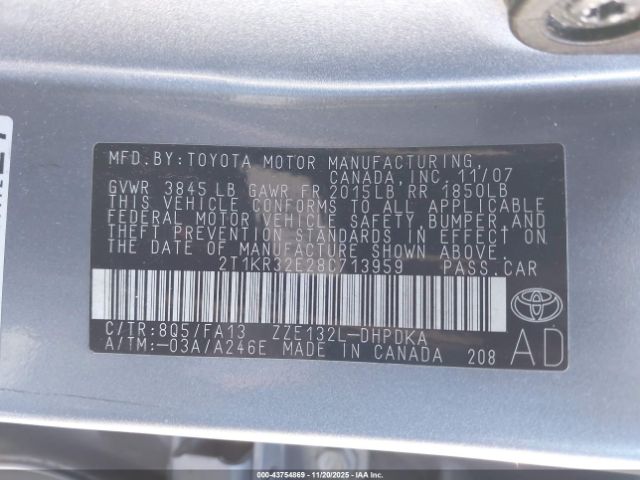 MFD. BY: TOYOTA MOTOR MANUFACTURING,
CANADA, INC. 11/07
GVWR 3845 LB GAWR FR 2015LB RR 1850LB
THIS VEHICLE CONFORMS TO ALL APPLICABLE
FEDERAL MOTOR VEHICLE SAFETY, BUMPER AND
THEFT PREVENTION STANDARDS IN EFFECT ON
THE DATE OF MANUFACTURE SHOWN ABOVE.
2T1KR32E28C713959 PASS.CAR
C/TR:8Q5/FA13 ZZE132L-DHPDKA
A/TM:-03A/A246E MADE IN CANADA 208
AD
000-43754869 - 11/20/2025 - IAA Inc.